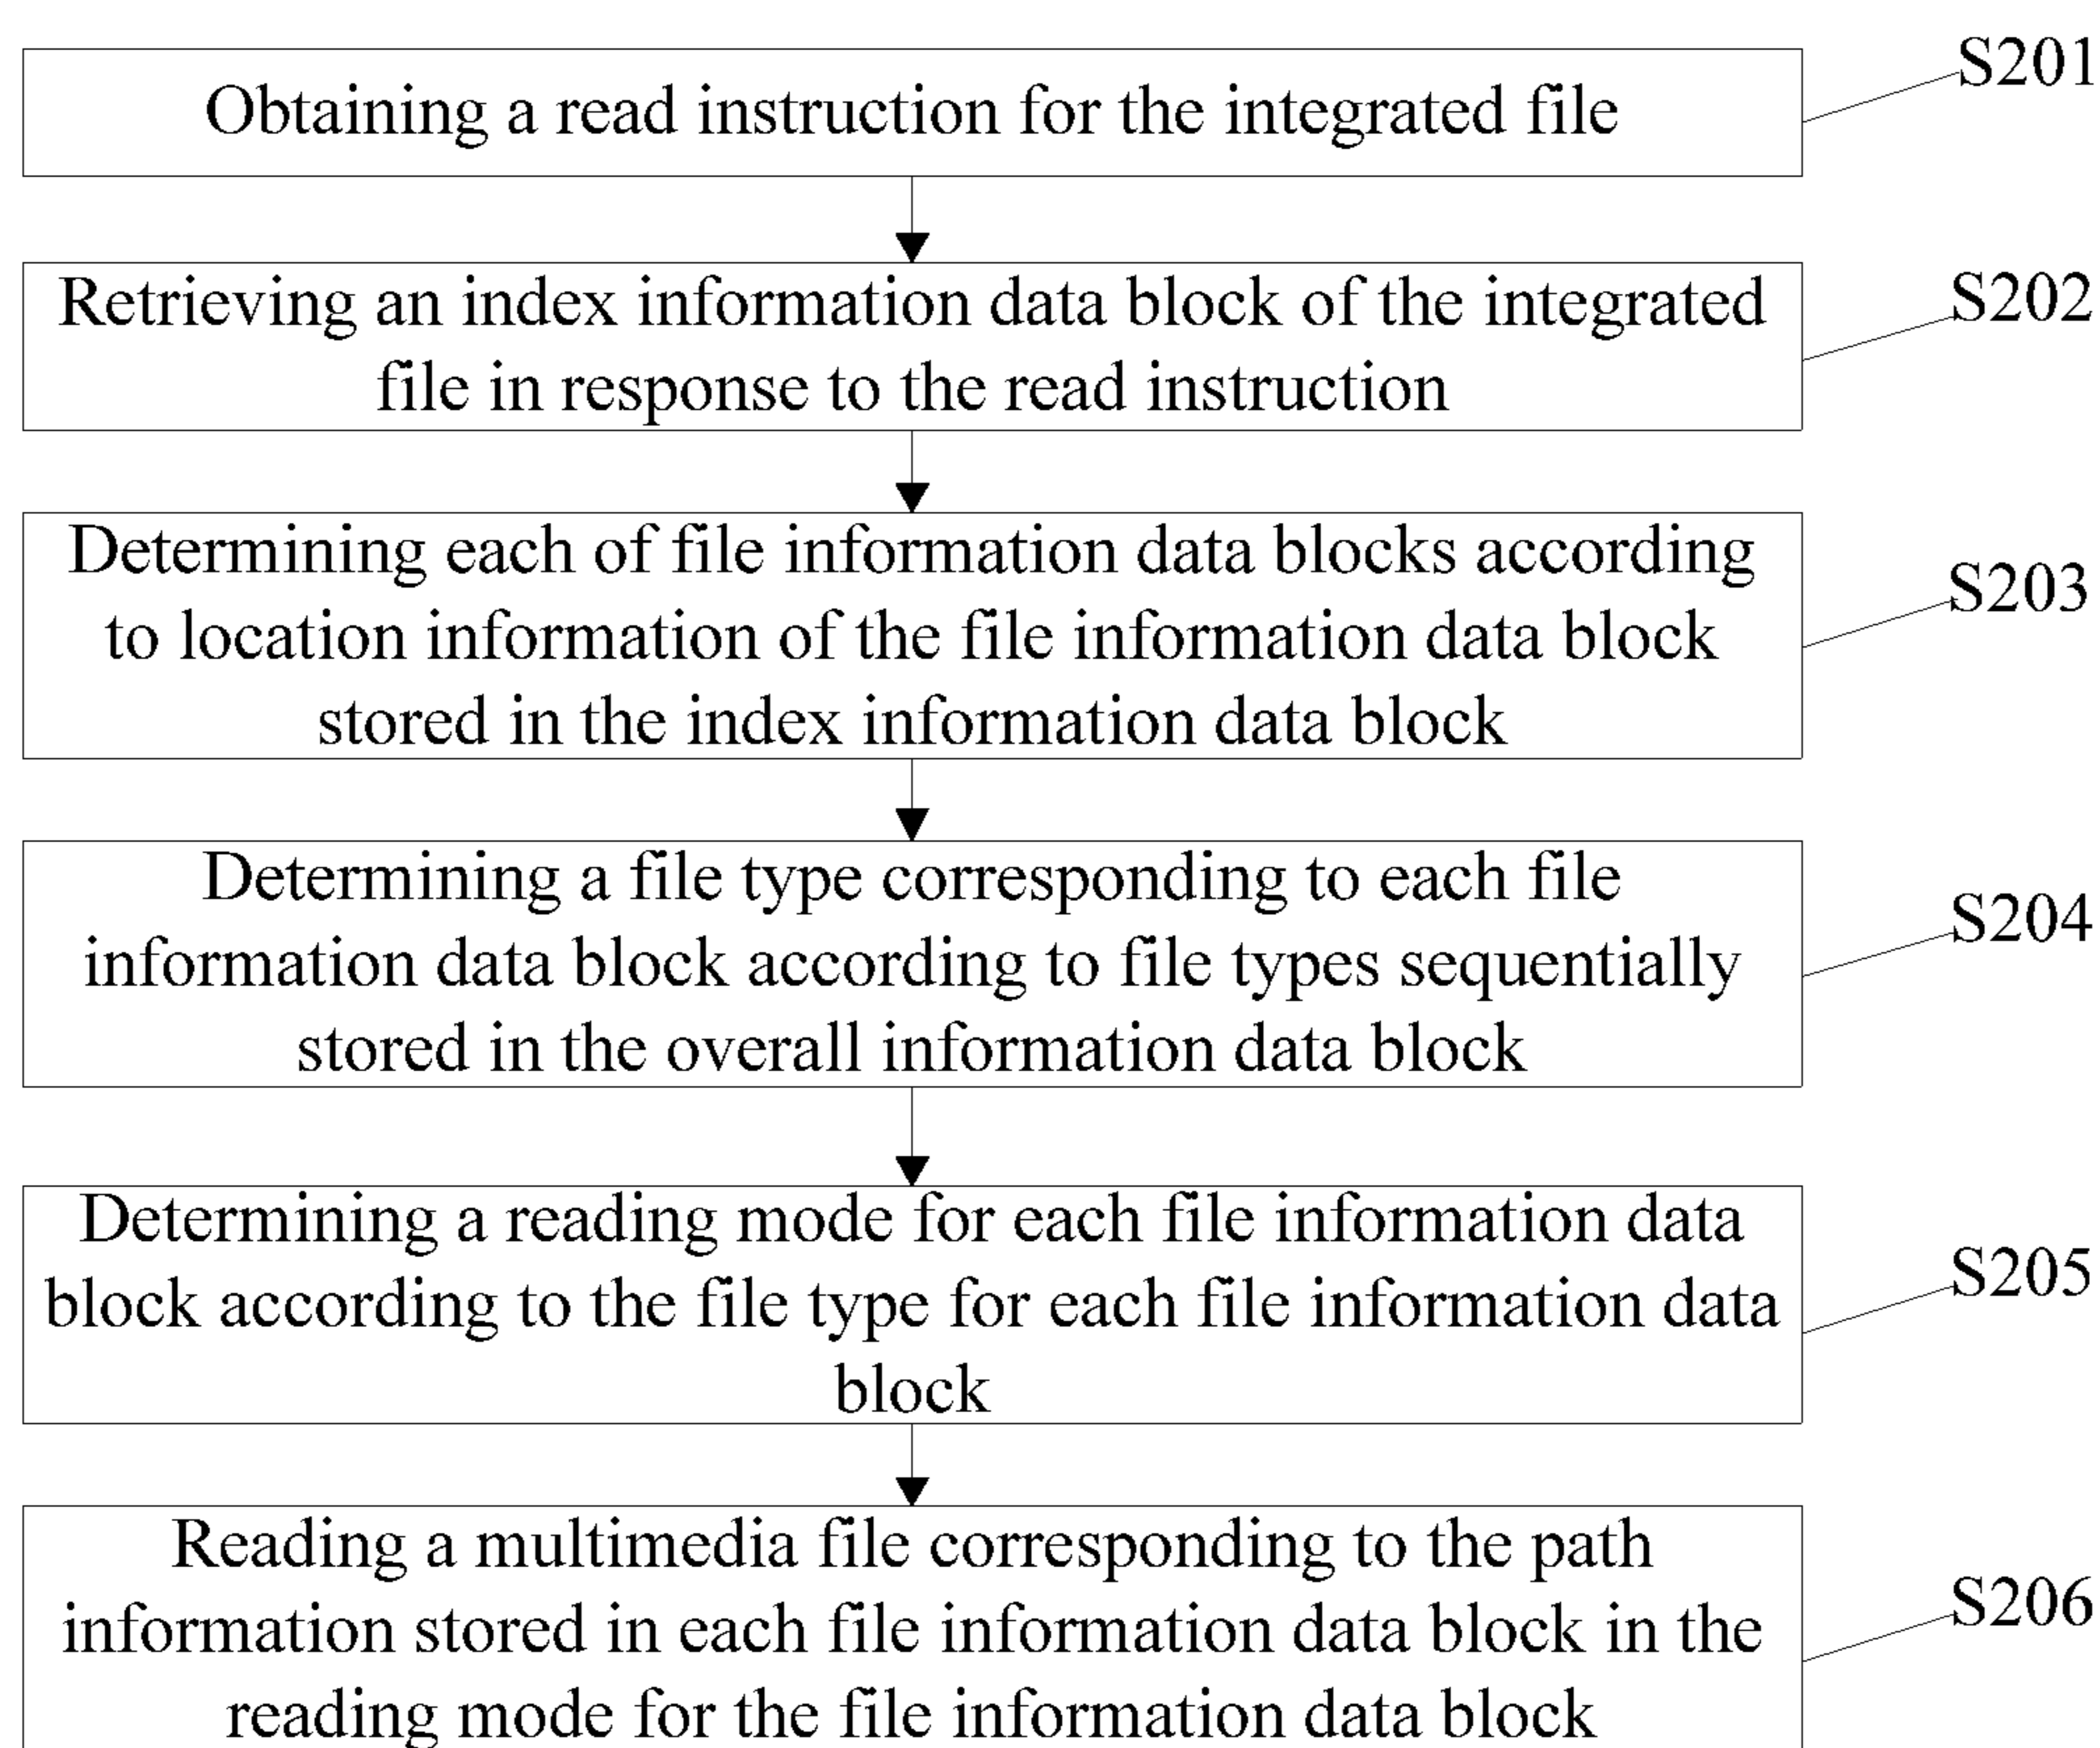 Obtaining a read instruction for the integrated file
S201
Retrieving an index information data block of the integrated
file in response to the read instruction
S202
Determining each of file information data blocks according
to location information of the file information data block
stored in the index information data block
S203
Determining a file type corresponding to each file
information data block according to file types sequentially
stored in the overall information data block
S204
Determining a reading mode for each file information data
block according to the file type for each file information data
block
S205
Reading a multimedia file corresponding to the path
information stored in each file information data block in the
reading mode for the file information data block
S206